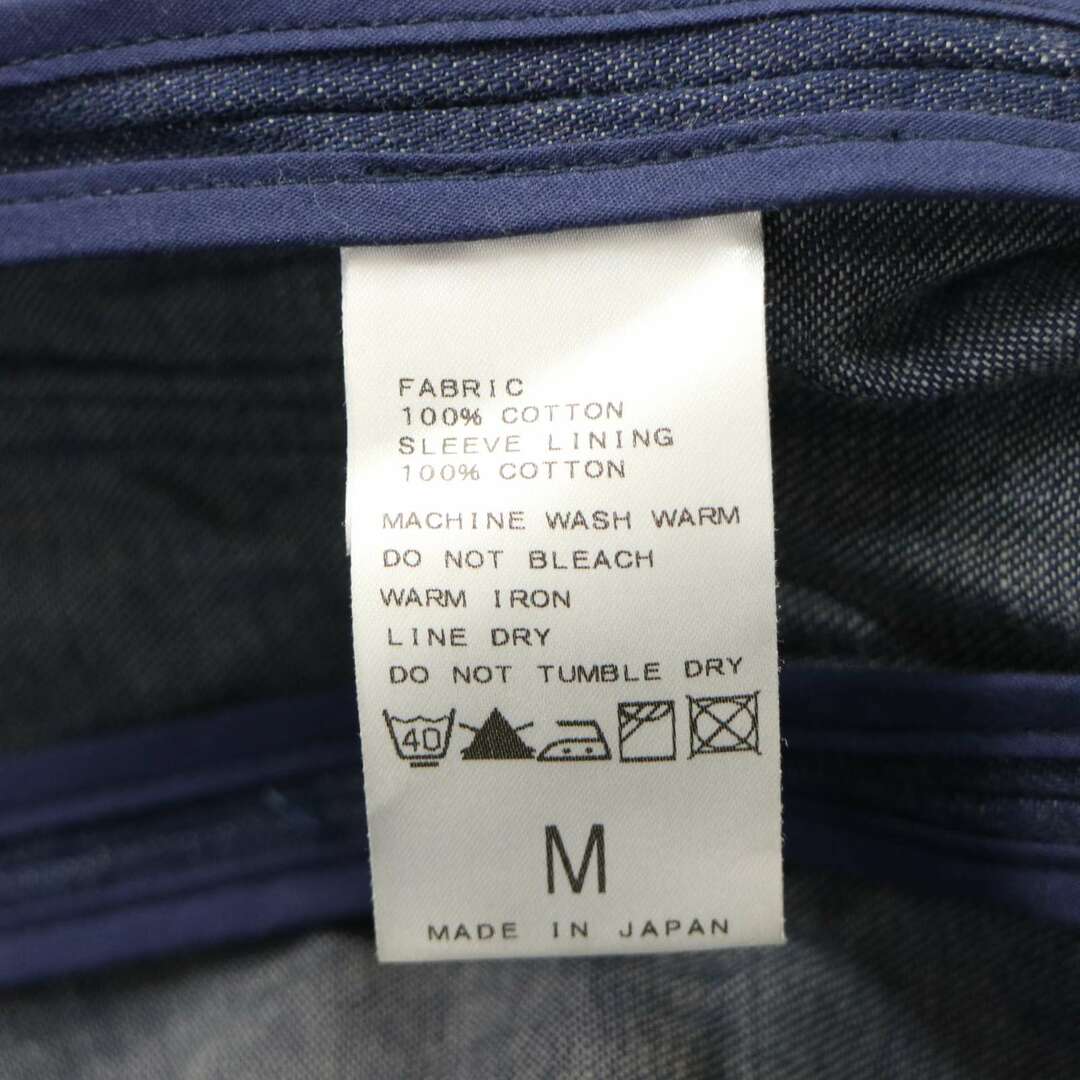 FABRIC
100% COTTON
SLEEVE LINING
100% COTTON
MACHINE WASH WARM
DO NOT BLEACH
WARM IRON
LINE DRY
DO NOT TUMBLE DRY
40
M
MADE IN JAPAN